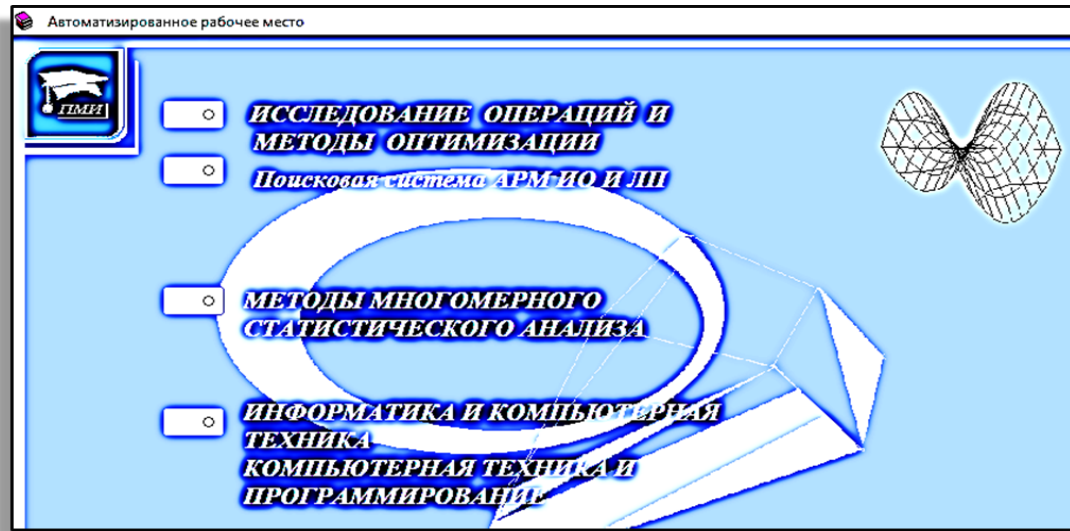 Автоматизированное рабочее место
ПМИ
ИССЛЕДОВАНИЕ ОПЕРАЦИЙ И
МЕТОДЫ ОПТИМИЗАЦИИ
Поисковая система АРМ ИО И ЛП
МЕТОДЫ МНОГОМЕРНОГО
СТАТИСТИЧЕСКОГО АНАЛИЗА
ИНФОРМАТИКА И КОМПЬЮТЕРНАЯ
ТЕХНИКА
КОМПЬЮТЕРНАЯ ТЕХНИКА И
ПРОГРАММИРОВАНИЕ